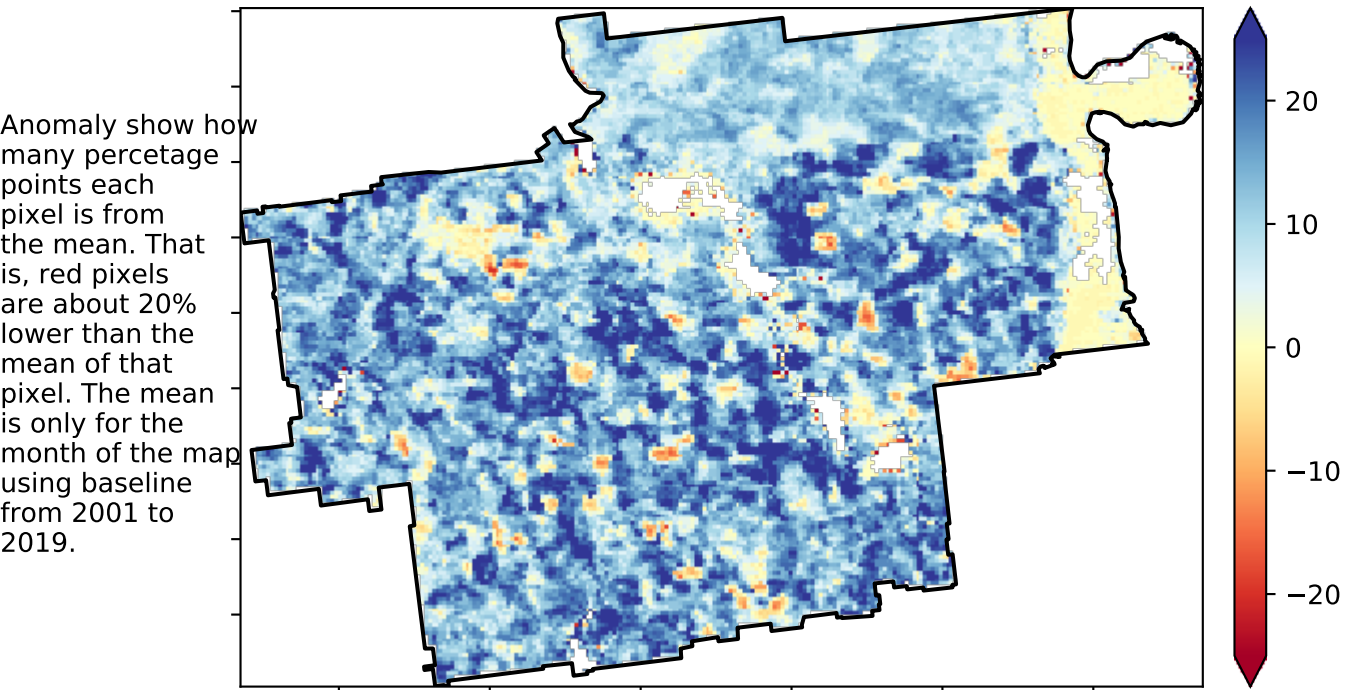 Anomaly show how
many percetage
points each
pixel is from
the mean. That
is, red pixels
are about 20%
lower than the
mean of that
pixel. The mean
is only for the
month of the map
using baseline
from 2001 to
2019.
20
10
0
−10
−20